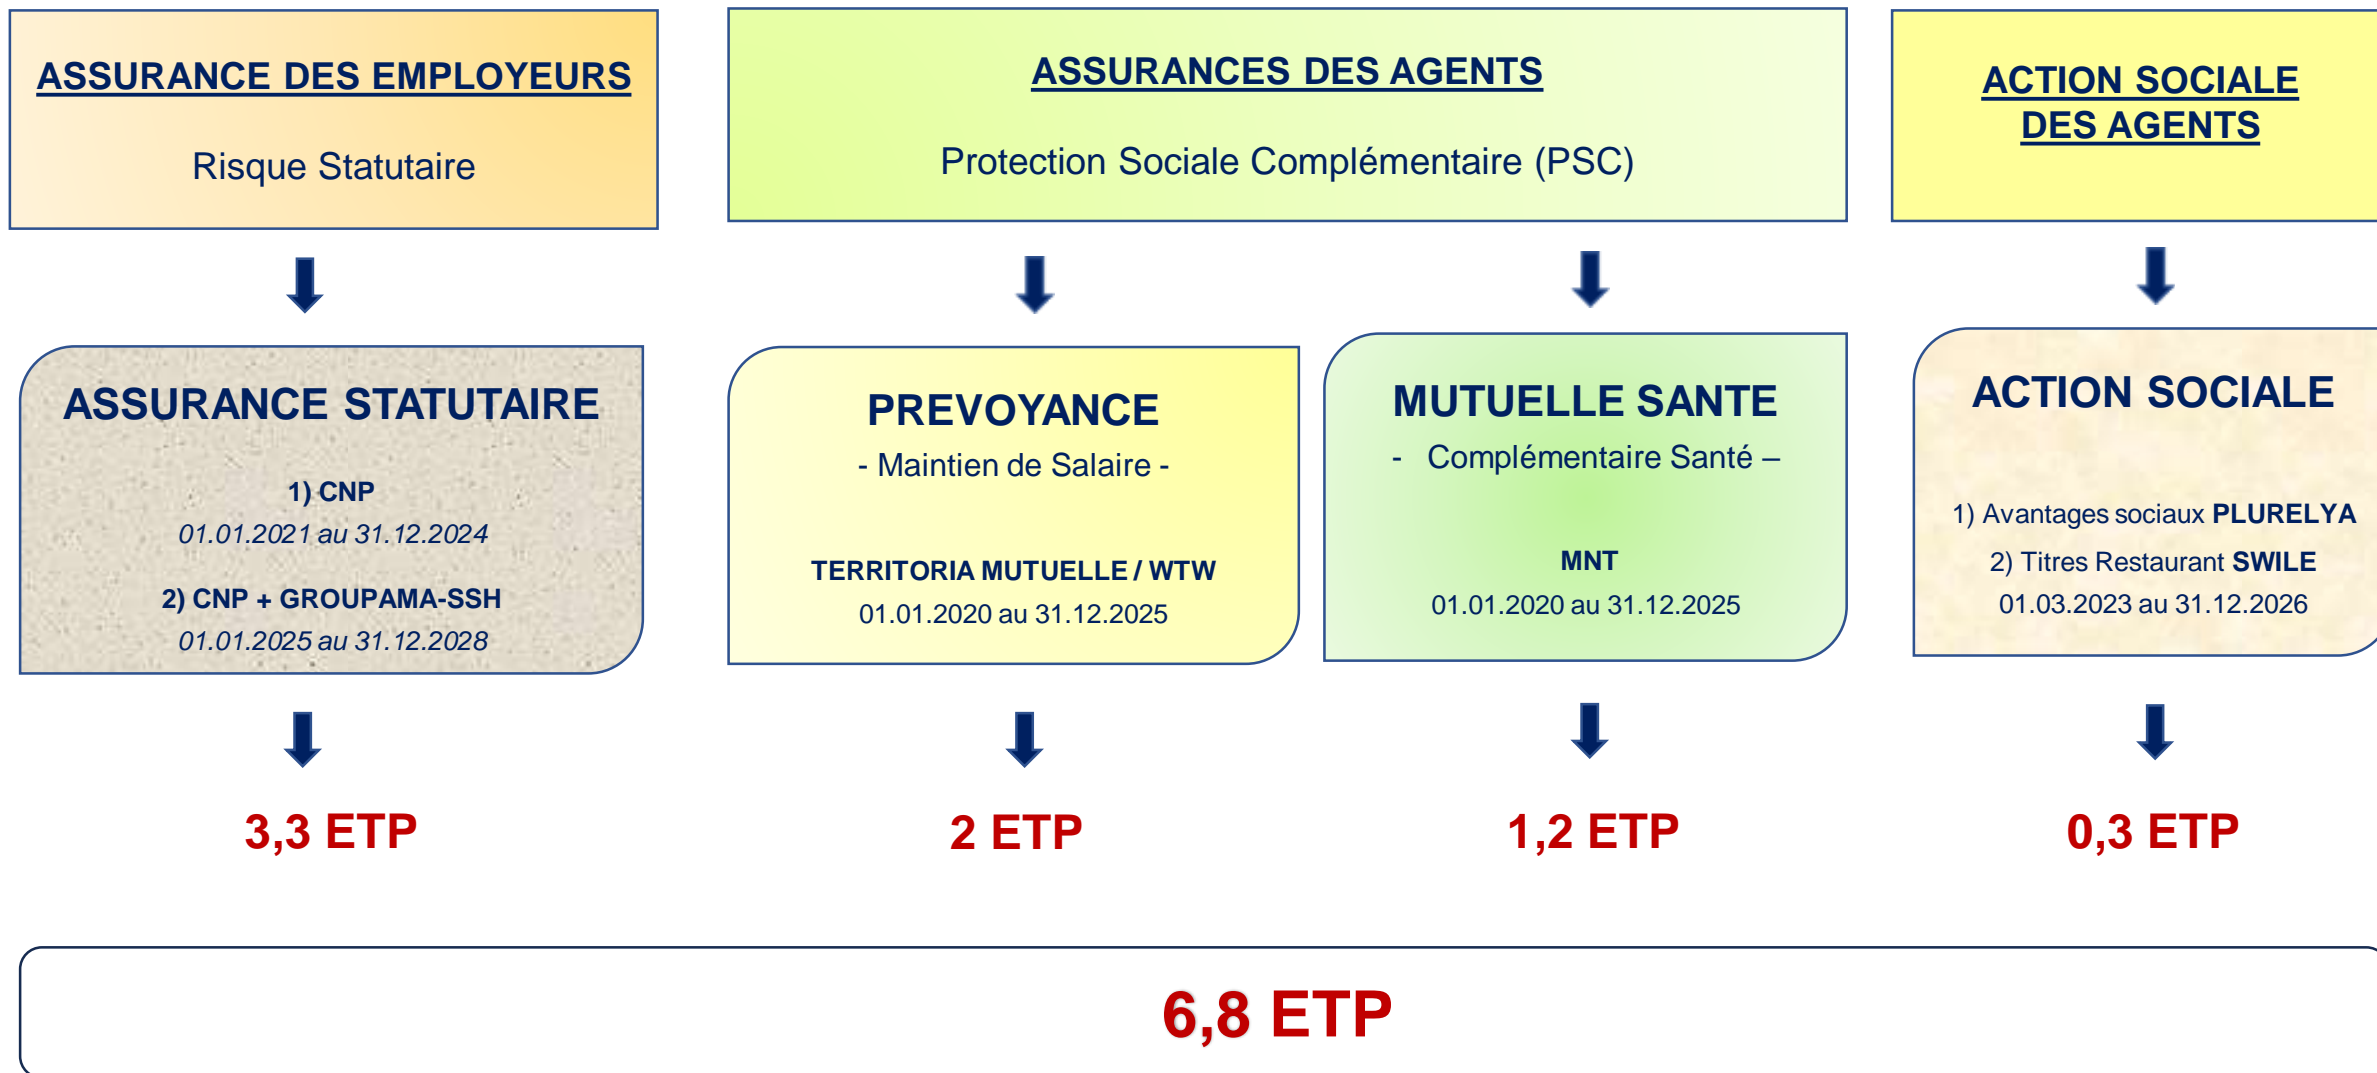 ASSURANCE DES EMPLOYEURS
Risque Statutaire
ASSURANCES DES AGENTS
Protection Sociale Complémentaire (PSC)
ACTION SOCIALE
DES AGENTS
ASSURANCE STATUTAIRE
1) CNP
01.01.2021 au 31.12.2024
2) CNP + GROUPAMA-SSH
01.01.2025 au 31.12.2028
PREVOYANCE
- Maintien de Salaire -
TERRITORIA MUTUELLE / WTW
01.01.2020 au 31.12.2025
MUTUELLE SANTE
- Complémentaire Santé –
MNT
01.01.2020 au 31.12.2025
ACTION SOCIALE
1) Avantages sociaux PLURELYA
2) Titres Restaurant SWILE
01.03.2023 au 31.12.2026
3,3 ETP
2 ETP
1,2 ETP
0,3 ETP
6,8 ETP